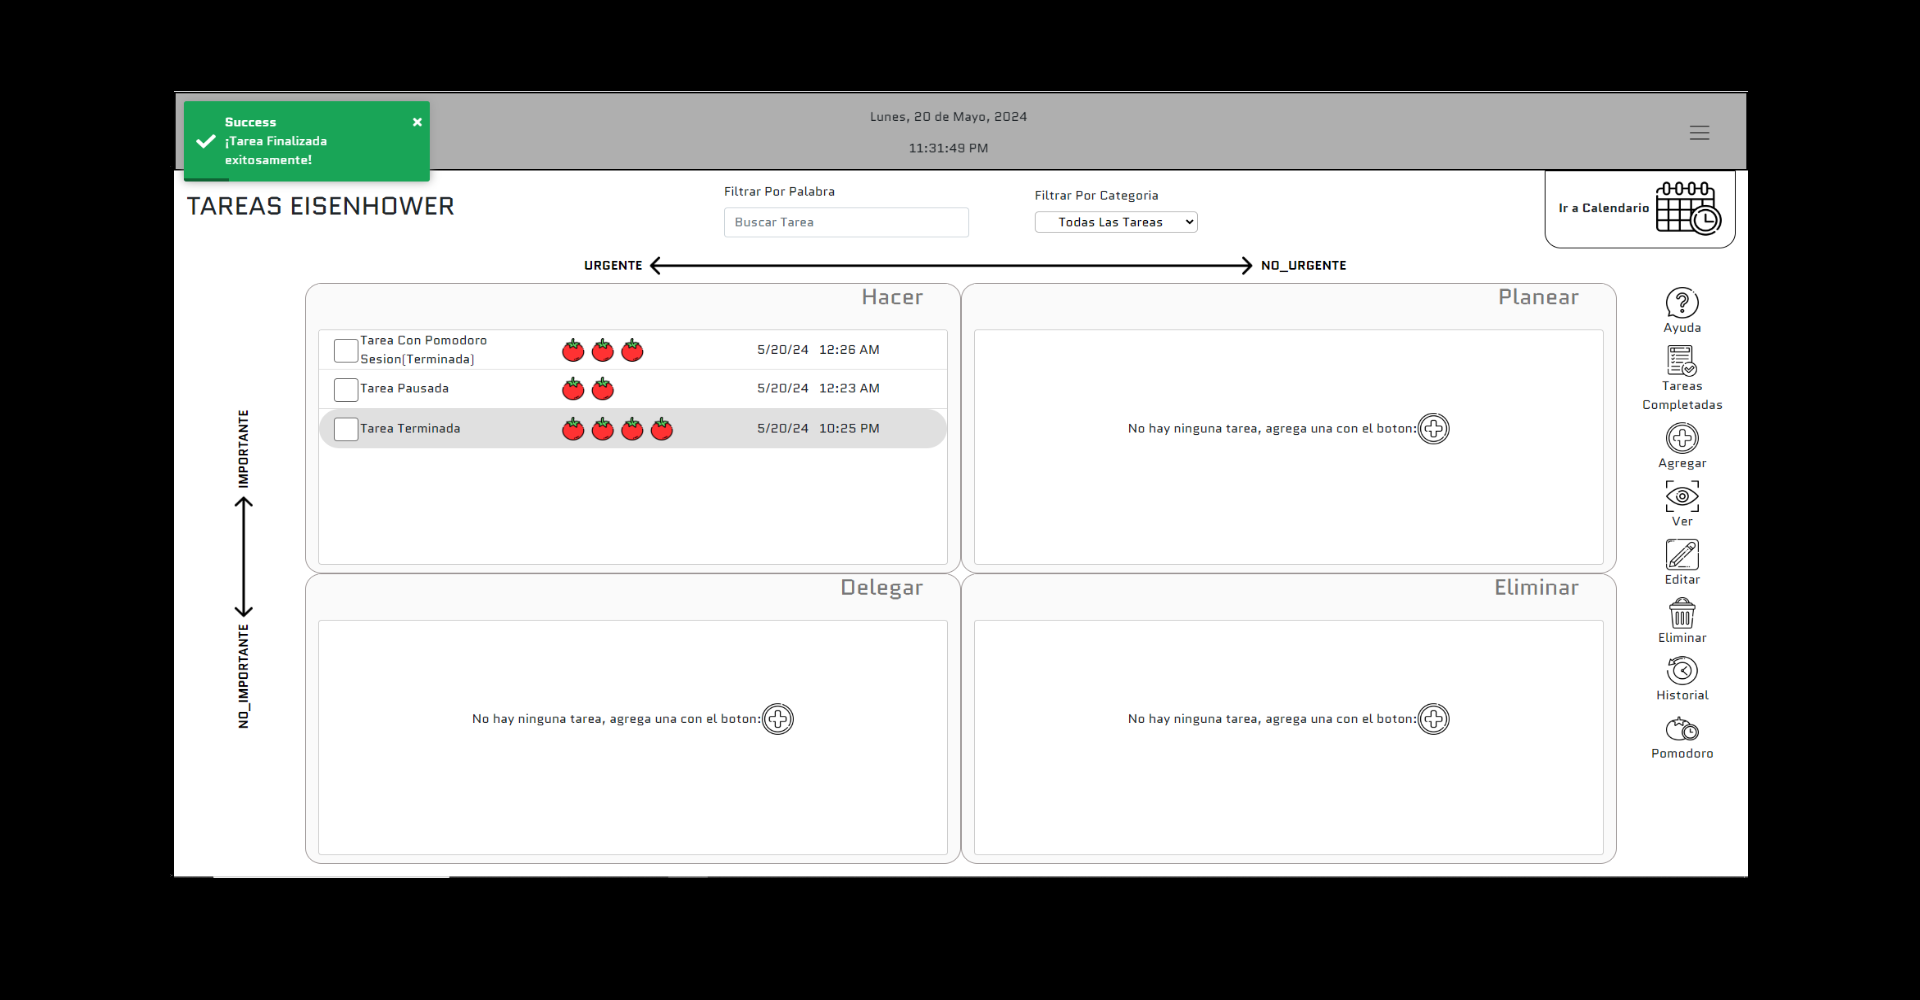 Success
¡Tarea Finalizada
exitosamente!
Lunes, 20 de Mayo, 2024
11:31:49 PM
TAREAS EISENHOWER
Filtrar Por Palabra
Buscar Tarea
Filtrar Por Categoria
Todas Las Tareas
Ir a Calendario
URGENTE
NO_URGENTE
IMPORTANTE
NO_IMPORTANTE
Hacer
Tarea Con Pomodoro
Sesion(Terminada)
5/20/24 12:26 AM
Tarea Pausada
5/20/24 12:23 AM
Tarea Terminada
5/20/24 10:25 PM
Planear
No hay ninguna tarea, agrega una con el boton:
Delegar
No hay ninguna tarea, agrega una con el boton:
Eliminar
No hay ninguna tarea, agrega una con el boton:
Ayuda
Tareas
Completadas
Agregar
Ver
Editar
Eliminar
Historial
Pomodoro